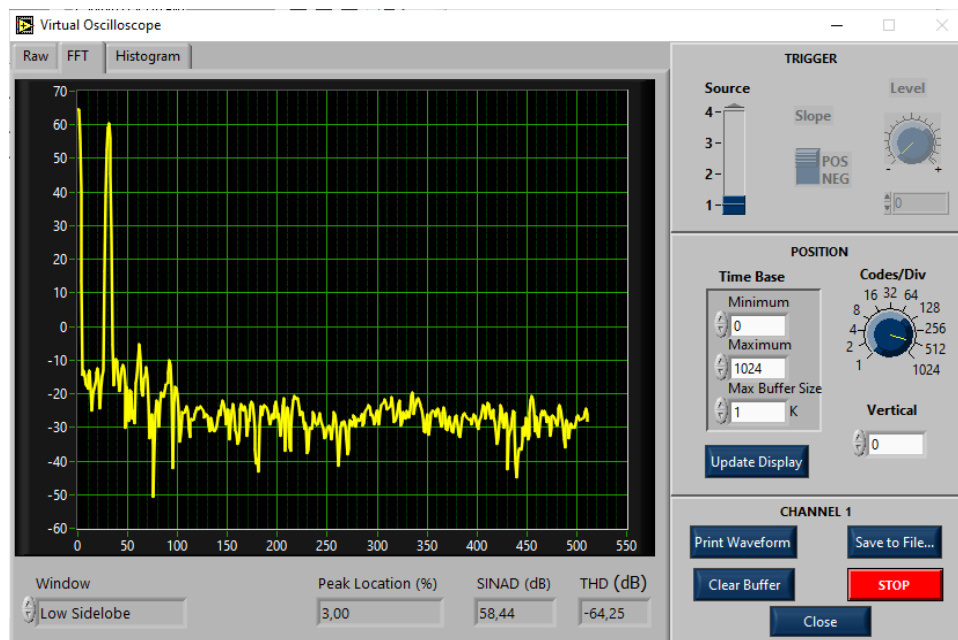 Virtual Oscilloscope
Raw FFT Histogram
70
60
50
40
30
20
10
0
-10
-20
-30
-40
-50
-60
0 50 100 150 200 250 300 350 400 450 500 550
Window
Low Sidelobe
Peak Location (%)
3,00
SINAD (dB)
58,44
THD (dB)
-64,25
TRIGGER
Source
4
3
2
1
Slope
POS
NEG
Level
- +
0
POSITION
Time Base
Minimum
0
Maximum
1024
Max Buffer Size
1 K
Update Display
Codes/Div
16 32 64
8 128
4 256
2 512
1 1024
Vertical
0
CHANNEL 1
Print Waveform Save to File...
Clear Buffer STOP
Close